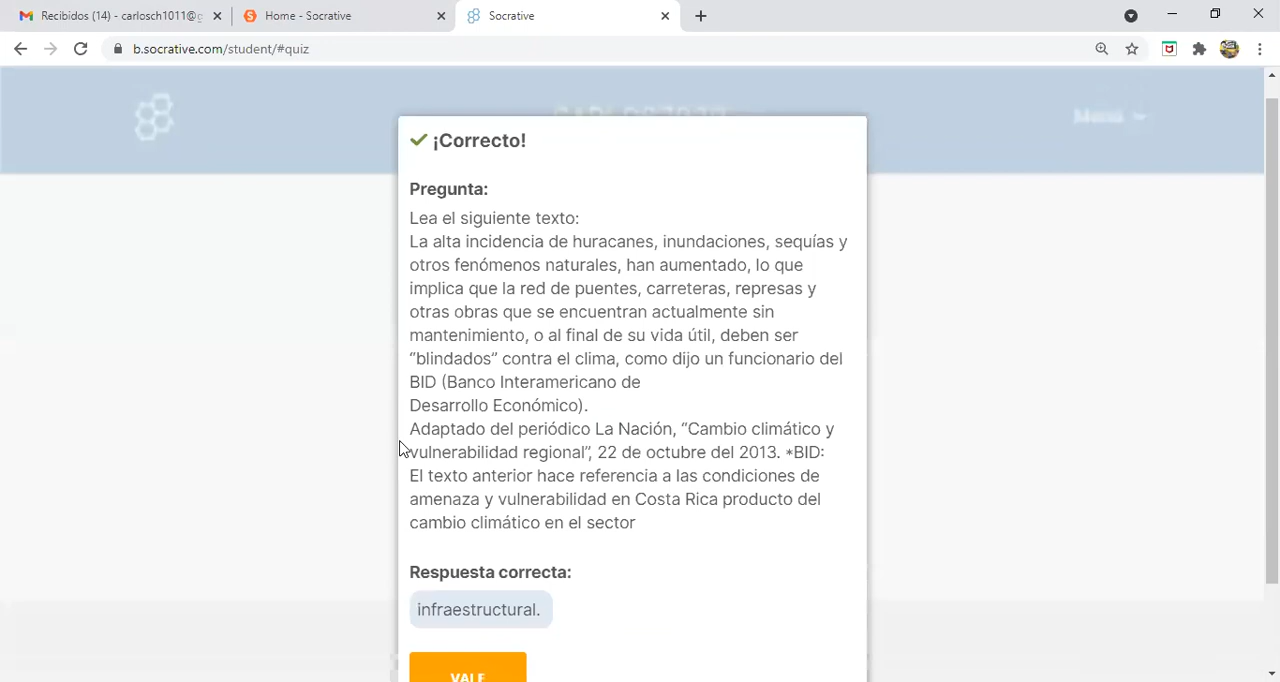 Recibidos (14) - carlosch1011@g
Home - Socrative
Socrative
b.socrative.com/student/#quiz
Menú
¡Correcto!
Pregunta:
Lea el siguiente texto:
La alta incidencia de huracanes, inundaciones, sequías y
otros fenómenos naturales, han aumentado, lo que
implica que la red de puentes, carreteras, represas y
otras obras que se encuentran actualmente sin
mantenimiento, o al final de su vida útil, deben ser
“blindados” contra el clima, como dijo un funcionario del
BID (Banco Interamericano de
Desarrollo Económico).
Adaptado del periódico La Nación, “Cambio climático y
vulnerabilidad regional”, 22 de octubre del 2013. *BID:
El texto anterior hace referencia a las condiciones de
amenaza y vulnerabilidad en Costa Rica producto del
cambio climático en el sector
Respuesta correcta:
infraestructural.
VALE